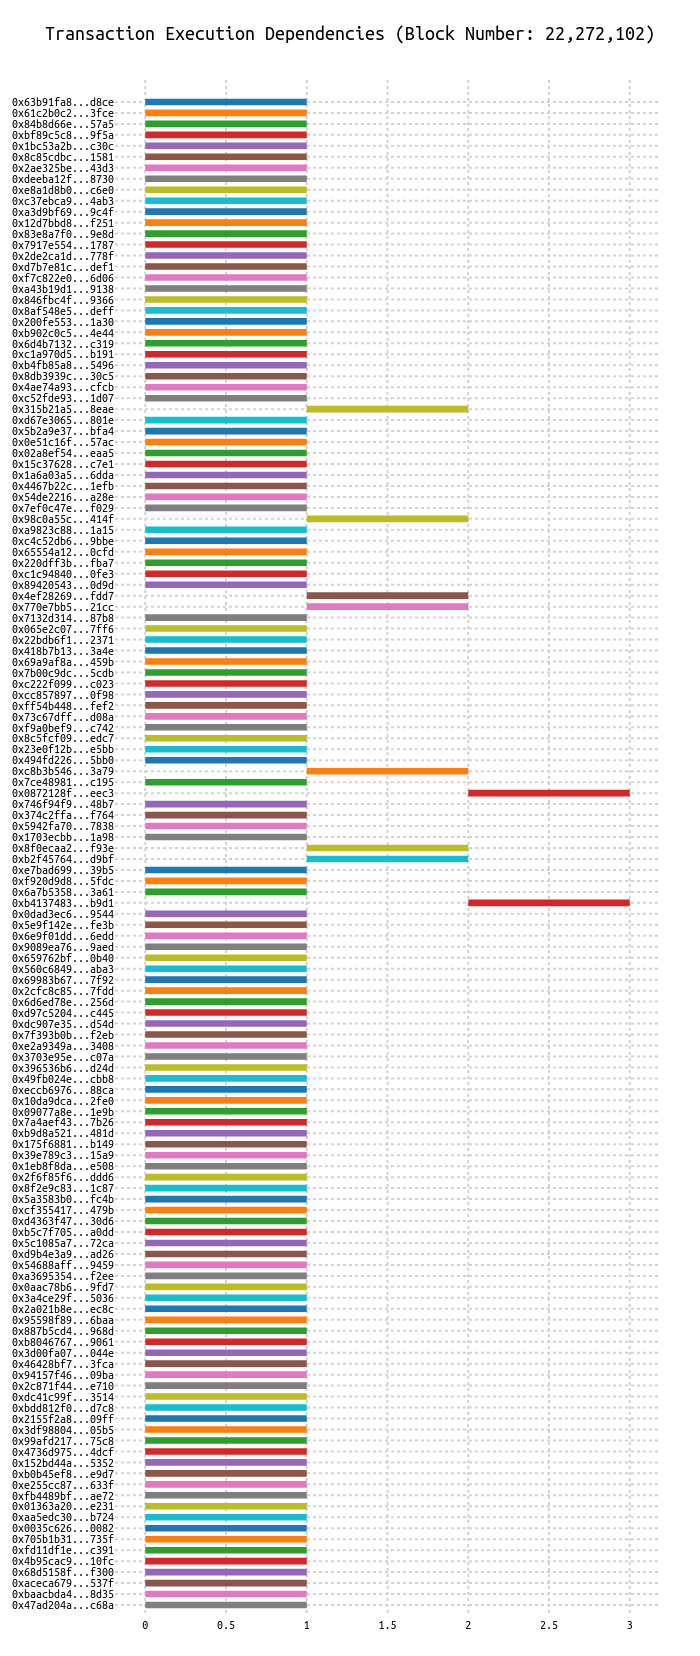 Transaction Execution Dependencies (Block Number: 22,272,102)
0x63b91fa8...d8ce
0x61c2b0c2...3fce
0x84b8d66e...57a5
0xbf89c5c8...9f5a
0x1bc53a2b...c30c
0x8c85cdbc...1581
0x2ae325be...43d3
0xdeeba12f...8730
0xe8a1d8b0...c6e0
0xc37ebca9...4ab3
0xa3d9bf69...9c4f
0x12d7bbd8...f251
0x83e8a7f0...9e8d
0x7917e554...1787
0x2de2ca1d...778f
0xd7b7e81c...def1
0xf7c822e0...6d06
0xa43b19d1...9138
0x846fbc4f...9366
0x8af548e5...deff
0x200fe553...1a30
0xb902c0c5...4e44
0x6d4b7132...c319
0xc1a970d5...b191
0xb4fb85a8...5496
0x8db3939c...30c5
0x4ae74a93...cfcb
0xc52fde93...1d07
0x315b21a5...8eae
0xd67e3065...801e
0x5b2a9e37...bfa4
0x0e51c16f...57ac
0x02a8ef54...eaa5
0x15c37628...c7e1
0x1a6a03a5...6dda
0x4467b22c...1efb
0x54de2216...a28e
0x7ef0c47e...f029
0x98c0a55c...414f
0xa9823c88...1a15
0xc4c52db6...9bbe
0x65554a12...0cfd
0x220dff3b...fba7
0xc1c94840...0fe3
0x89420543...0d9d
0x4ef28269...fdd7
0x770e7bb5...21cc
0x7132d314...87b8
0x065e2c07...7ff6
0x22bdb6f1...2371
0x418b7b13...3a4e
0x69a9af8a...459b
0x7b00c9dc...5cdb
0xc222f099...c023
0xcc857897...0f98
0xff54b448...fef2
0x73c67dff...d08a
0xf9a0bef9...c742
0x8c5fcf09...edc7
0x23e0f12b...e5bb
0x494fd226...5bb0
0xc8b3b546...3a79
0x7ce48981...c195
0x0872128f...eec3
0x746f94f9...48b7
0x374c2ffa...f764
0x5942fa70...7838
0x1703ecbb...1a98
0x8f0ecaa2...f93e
0xb2f45764...d9bf
0xe7bad699...39b5
0xf920d9d8...5fdc
0x6a7b5358...3a61
0xb4137483...b9d1
0x0dad3ec6...9544
0x5e9f142e...fe3b
0x6e9f01dd...6edd
0x9089ea76...9aed
0x659762bf...0b40
0x560c6849...aba3
0x69983b67...7f92
0x2cfc8c85...7fdd
0x6d6ed78e...256d
0xd97c5204...c445
0xdc907e35...d54d
0x7f393b0b...f2eb
0xe2a9349a...3408
0x3703e95e...c07a
0x396536b6...d24d
0x49fb024e...cbb8
0xeccb6976...88ca
0x10da9dca...2fe0
0x09077a8e...1e9b
0x7a4aef43...7b26
0xb9d8a521...481d
0x175f6881...b149
0x39e789c3...15a9
0x1eb8f8da...e508
0x2f6f85f6...ddd6
0x8f2e9c83...1c87
0x5a3583b0...fc4b
0xcf355417...479b
0xd4363f47...30d6
0xb5c7f705...a0dd
0x5c1085a7...72ca
0xd9b4e3a9...ad26
0x54688aff...9459
0xa3695354...f2ee
0x0aac78b6...9fd7
0x3a4ce29f...5036
0x2a021b8e...ec8c
0x95598f89...6baa
0x887b5cd4...968d
0xb8046767...9061
0x3d00fa07...044e
0x46428bf7...3fca
0x94157f46...09ba
0x2c871f44...e710
0xdc41c99f...3514
0xbdd812f0...d7c8
0x2155f2a8...09ff
0x3df98804...05b5
0x99afd217...75c8
0x4736d975...4dcf
0x152bd44a...5352
0xb0b45ef8...e9d7
0xe255cc87...633f
0xfb4489bf...ae72
0x01363a20...e231
0xaa5edc30...b724
0x0035c626...0082
0x705b1b31...735f
0xfd11df1e...c391
0x4b95cac9...10fc
0x68d5158f...f300
0xaceca679...537f
0xbaacbda4...8d35
0x47ad204a...c68a
0 0.5 1 1.5 2 2.5 3